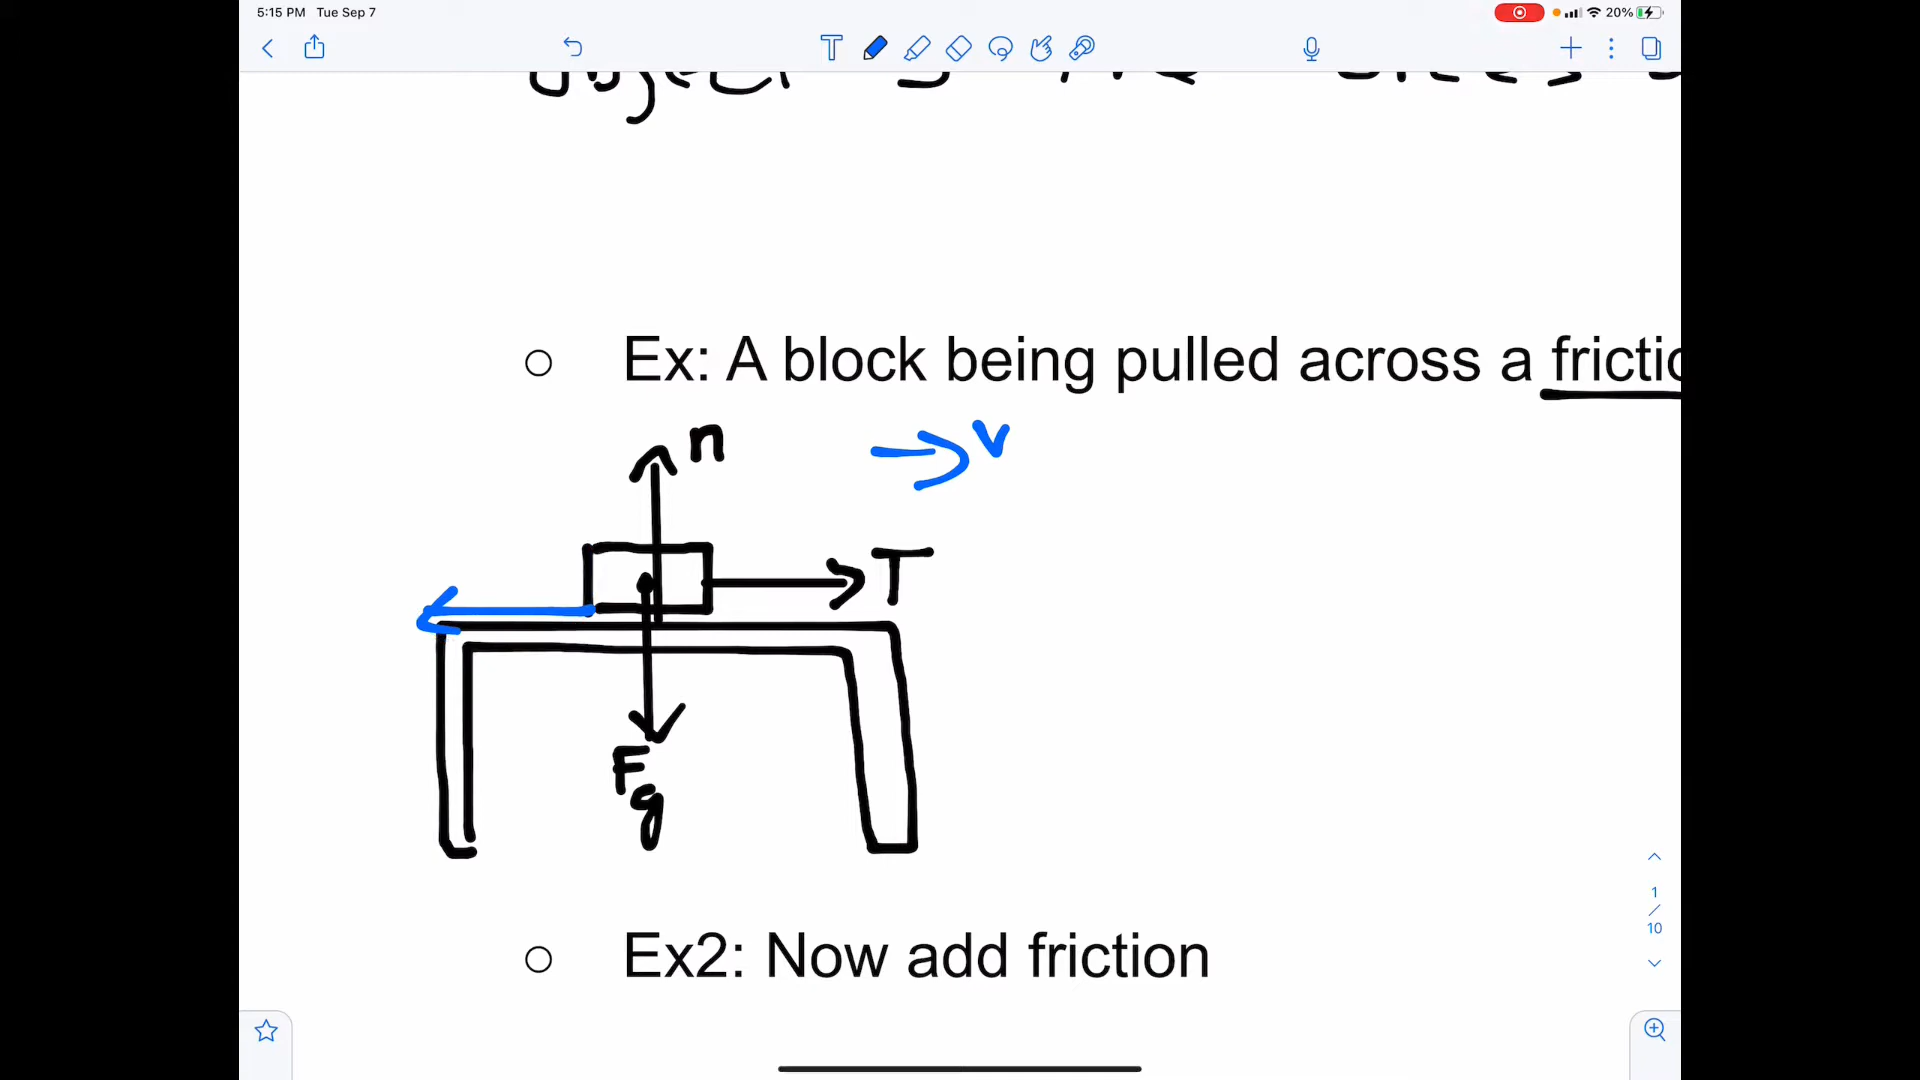 5:15 PM Tue Sep 7
20%
T
Ex: A block being pulled across a
n
v
T
Fg
1
/
10
Ex2: Now add friction